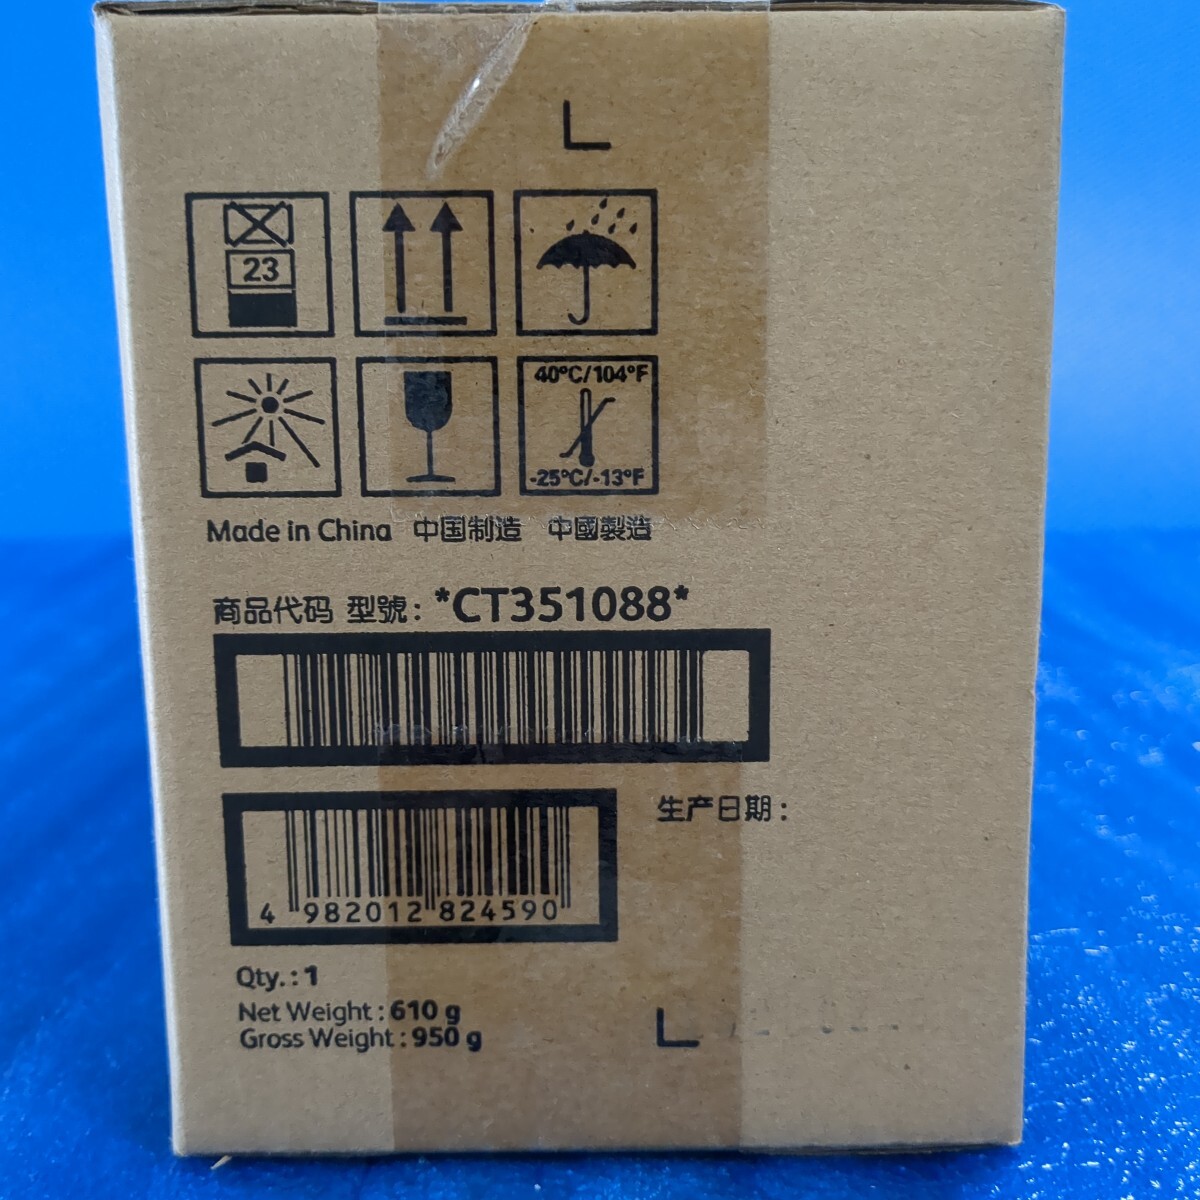 L
23
40°C/104°F
-25°C/-13°F
Made in China 中国制造 中國製造
商品代码 型號: *CT351088*
4 982012 824590
生产日期:
Qty.: 1
Net Weight : 610 g
Gross Weight : 950 g
L